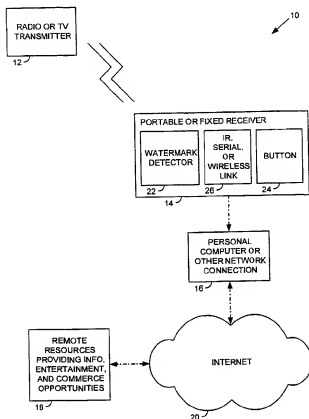 RADIO OR TV
TRANSMITTER
12
10
PORTABLE OR FIXED RECEIVER
WATERMARK
DETECTOR
22
IR,
SERIAL,
OR
WIRELESS
LINK
26
BUTTON
24
14
PERSONAL
COMPUTER OR
OTHER NETWORK
CONNECTION
16
REMOTE
RESOURCES
PROVIDING INFO,
ENTERTAINMENT,
AND COMMERCE
OPPORTUNITIES
18
INTERNET
20